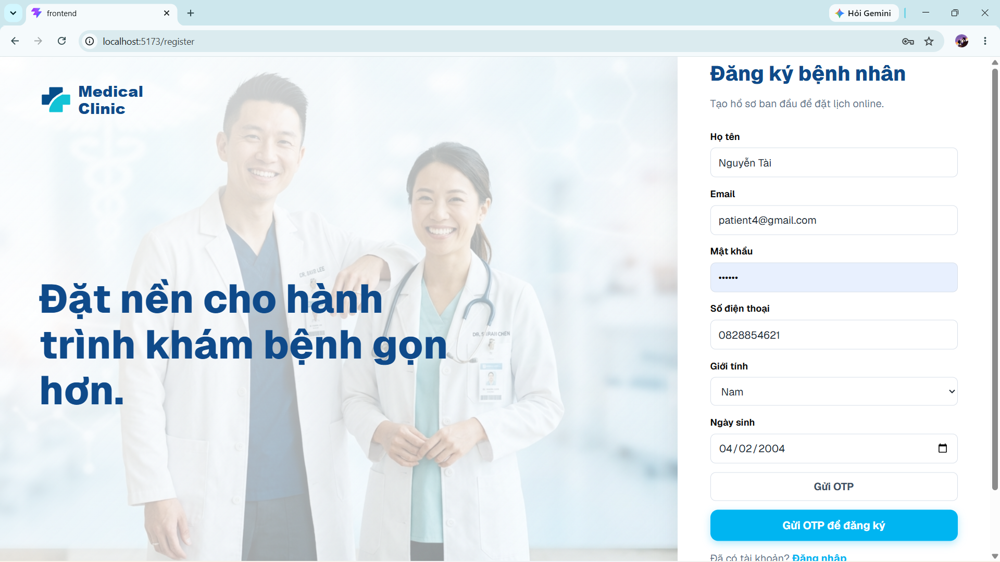 frontend
Hỏi Gemini
localhost:5173/register
Medical
Clinic
Đặt nền cho hành
trình khám bệnh gọn
hơn.
DR. LEE
DR. CHEN
Đăng ký bệnh nhân
Tạo hồ sơ ban đầu để đặt lịch online.
Họ tên
Nguyễn Tài
Email
patient4@gmail.com
Mật khẩu
••••••
Số điện thoại
0828854621
Giới tính
Nam
Ngày sinh
04/02/2004
Gửi OTP
Gửi OTP để đăng ký
Đã có tài khoản? Đăng nhập